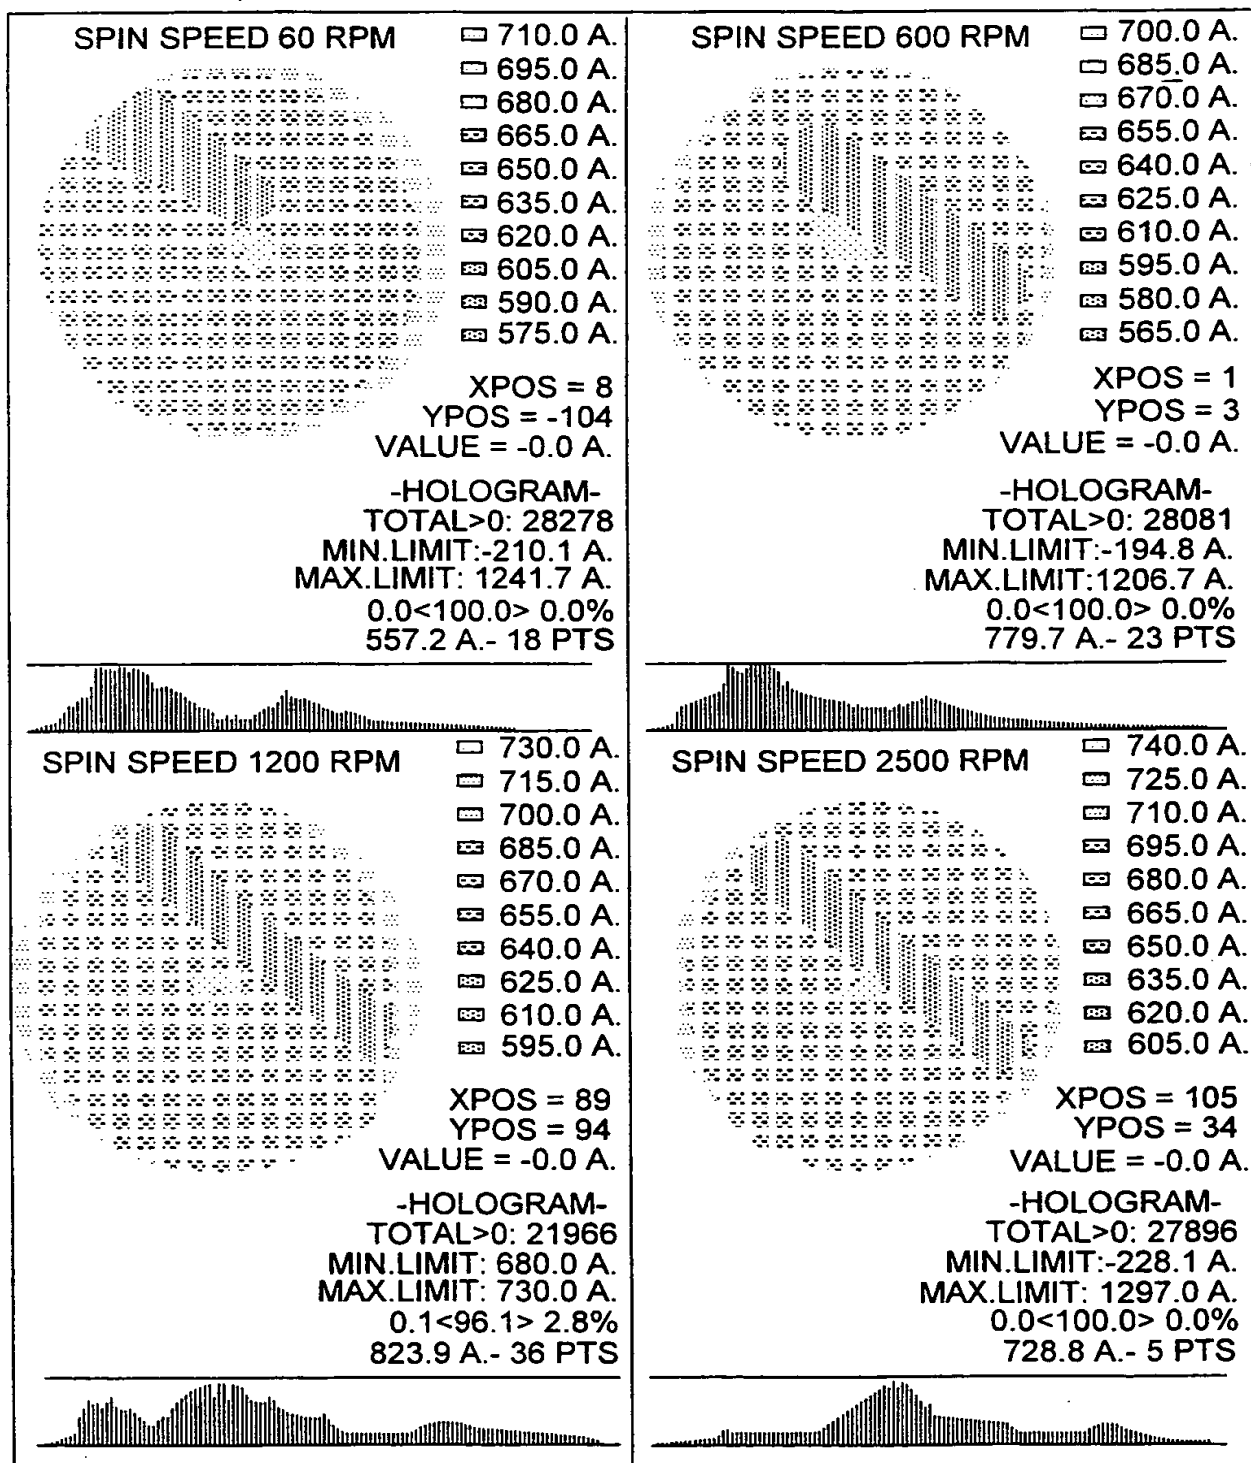 SPIN SPEED 60 RPM
710.0 A.
695.0 A.
680.0 A.
665.0 A.
650.0 A.
635.0 A.
620.0 A.
605.0 A.
590.0 A.
575.0 A.
XPOS = 8
YPOS = -104
VALUE = -0.0 A.
-HOLOGRAM-
TOTAL>0: 28278
MIN.LIMIT:-210.1 A.
MAX.LIMIT: 1241.7 A.
0.0<100.0> 0.0%
557.2 A.- 18 PTS
SPIN SPEED 600 RPM
700.0 A.
685.0 A.
670.0 A.
655.0 A.
640.0 A.
625.0 A.
610.0 A.
595.0 A.
580.0 A.
565.0 A.
XPOS = 1
YPOS = 3
VALUE = -0.0 A.
-HOLOGRAM-
TOTAL>0: 28081
MIN.LIMIT:-194.8 A.
MAX.LIMIT:1206.7 A.
0.0<100.0> 0.0%
779.7 A.- 23 PTS
SPIN SPEED 1200 RPM
730.0 A.
715.0 A.
700.0 A.
685.0 A.
670.0 A.
655.0 A.
640.0 A.
625.0 A.
610.0 A.
595.0 A.
XPOS = 89
YPOS = 94
VALUE = -0.0 A.
-HOLOGRAM-
TOTAL>0: 21966
MIN.LIMIT: 680.0 A.
MAX.LIMIT: 730.0 A.
0.1<96.1> 2.8%
823.9 A.- 36 PTS
SPIN SPEED 2500 RPM
740.0 A.
725.0 A.
710.0 A.
695.0 A.
680.0 A.
665.0 A.
650.0 A.
635.0 A.
620.0 A.
605.0 A.
XPOS = 105
YPOS = 34
VALUE = -0.0 A.
-HOLOGRAM-
TOTAL>0: 27896
MIN.LIMIT:-228.1 A.
MAX.LIMIT: 1297.0 A.
0.0<100.0> 0.0%
728.8 A.- 5 PTS